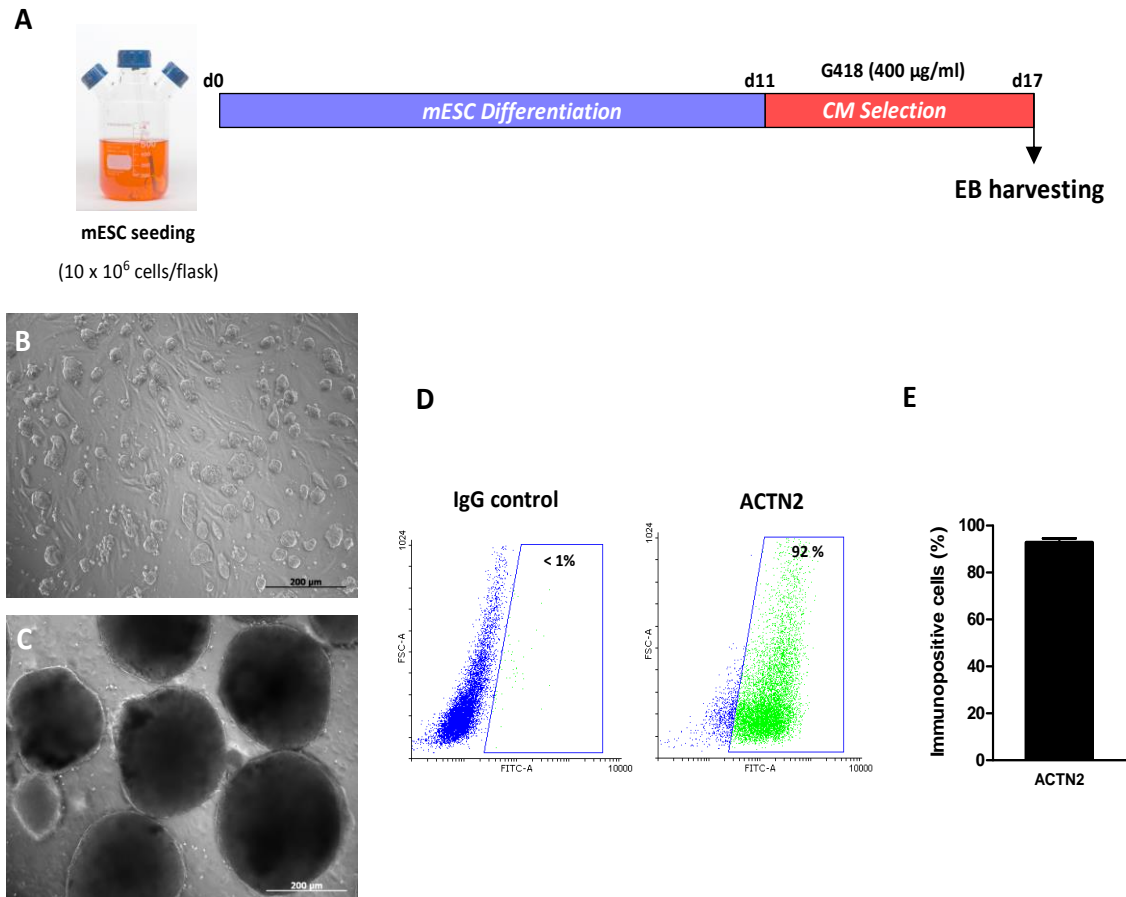 A
d0
d11
G418 (400 µg/ml)
d17
mESC Differentiation
CM Selection
EB harvesting
mESC seeding
(10 x 10⁶ cells/flask)
B
200 µm
C
200 µm
D
IgG control
1024
FSC-A
< 1%
FITC-A
10000
ACTN2
1024
FSC-A
92 %
FITC-A
10000
E
Immunopositive cells (%)
100
80
60
40
20
0
ACTN2